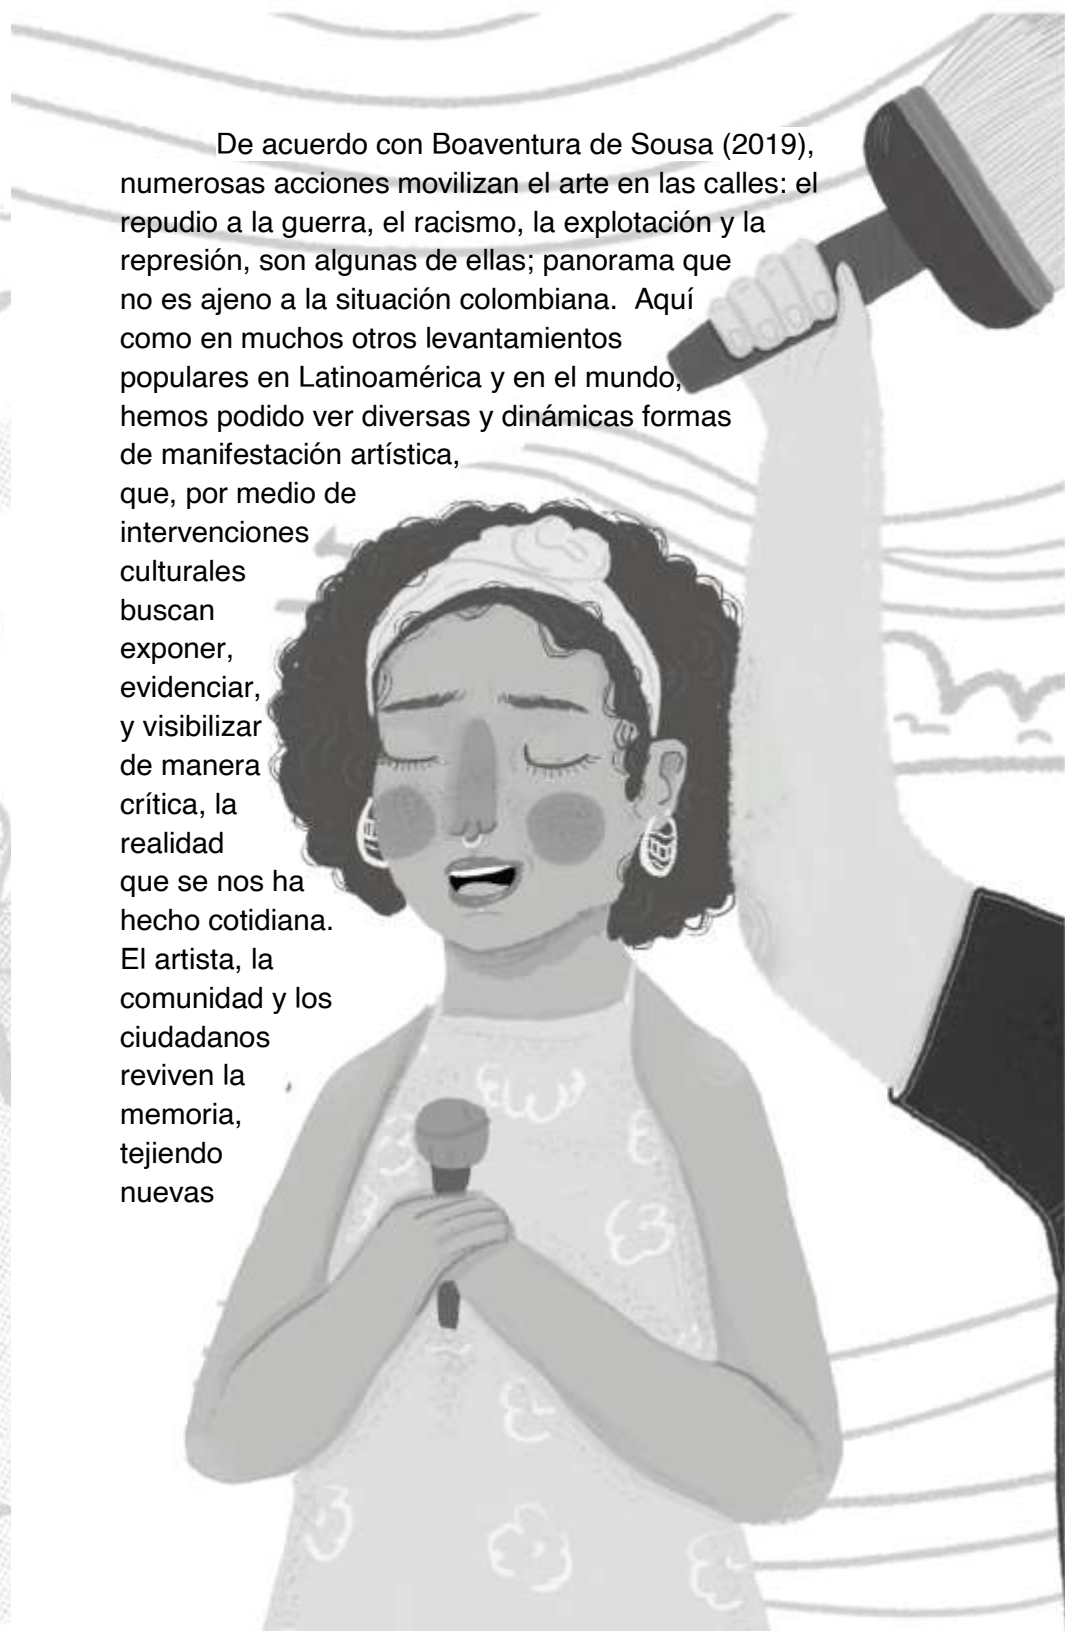 De acuerdo con Boaventura de Sousa (2019),
numerosas acciones movilizan el arte en las calles: el
repudio a la guerra, el racismo, la explotación y la
represión, son algunas de ellas; panorama que
no es ajeno a la situación colombiana.  Aquí
como en muchos otros levantamientos
populares en Latinoamérica y en el mundo,
hemos podido ver diversas y dinámicas formas
de manifestación artística,
que, por medio de
intervenciones
culturales
buscan
exponer,
evidenciar,
y visibilizar
de manera
crítica, la
realidad
que se nos ha
hecho cotidiana.
El artista, la
comunidad y los
ciudadanos
reviven la
memoria,
tejiendo
nuevas